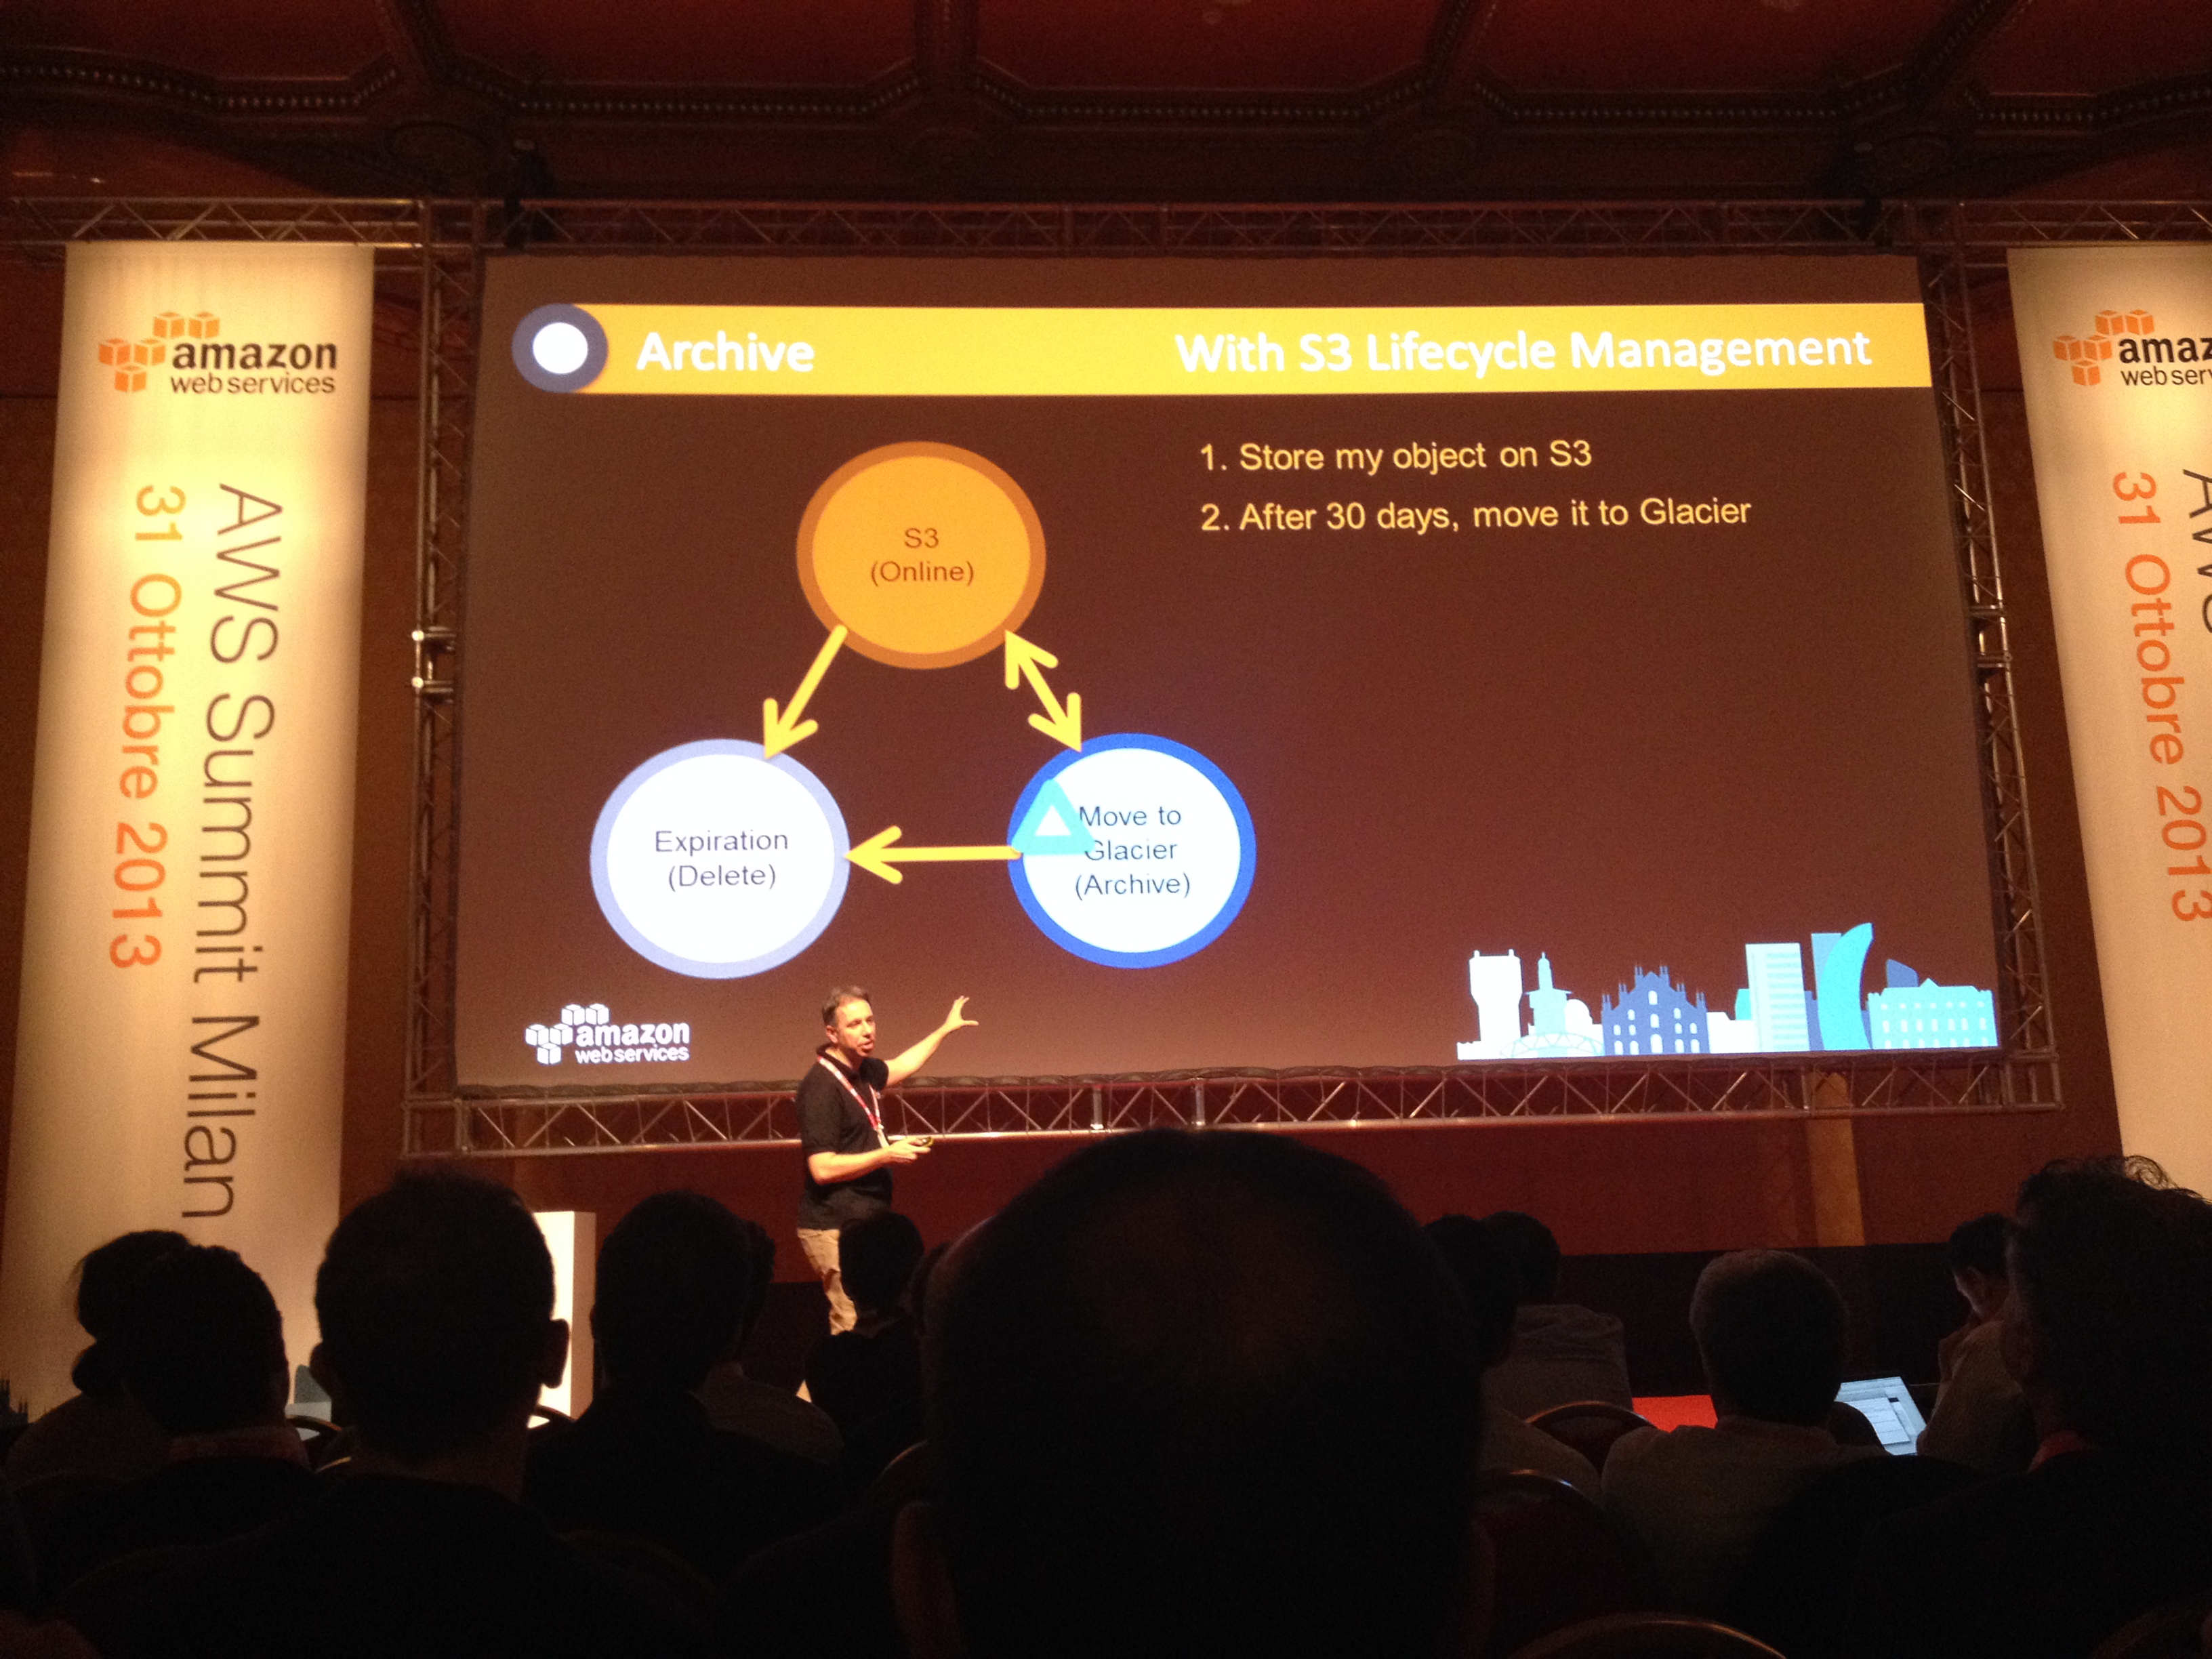 amazon
web services
AWS Summit Milan
31 Ottobre 2013
Archive
With S3 Lifecycle Management
1. Store my object on S3
2. After 30 days, move it to Glacier
S3
(Online)
Expiration
(Delete)
Move to
Glacier
(Archive)
amazon
web services
amaz
web ser
31 Ottobre 2013